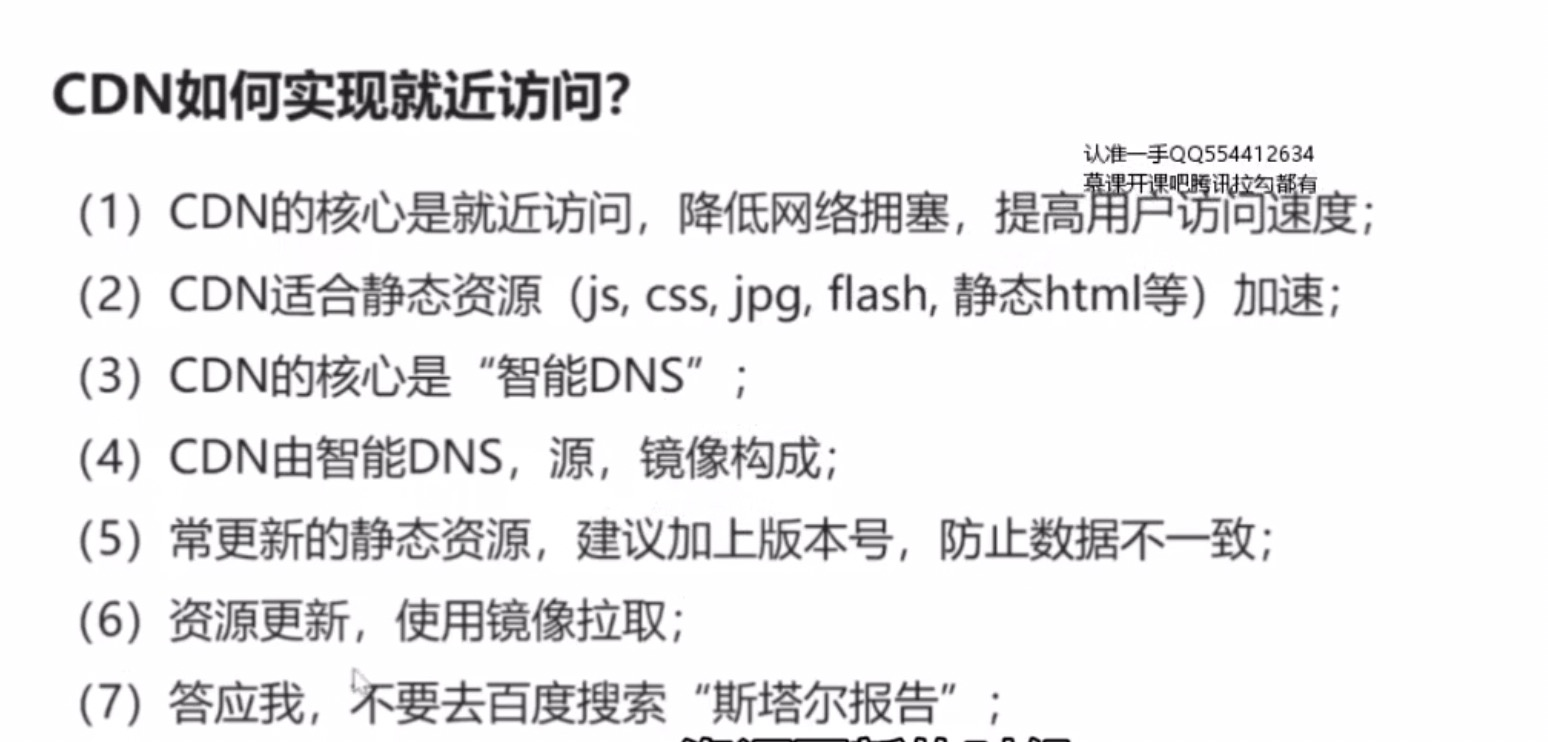 CDN如何实现就近访问？
认准一手QQ554412634
慕课开课吧腾讯拉勾都有
（1）CDN的核心是就近访问，降低网络拥塞，提高用户访问速度；
（2）CDN适合静态资源（js, css, jpg, flash, 静态html等）加速；
（3）CDN的核心是“智能DNS”；
（4）CDN由智能DNS，源，镜像构成；
（5）常更新的静态资源，建议加上版本号，防止数据不一致；
（6）资源更新，使用镜像拉取；
（7）答应我，不要去百度搜索“斯塔尔报告”；